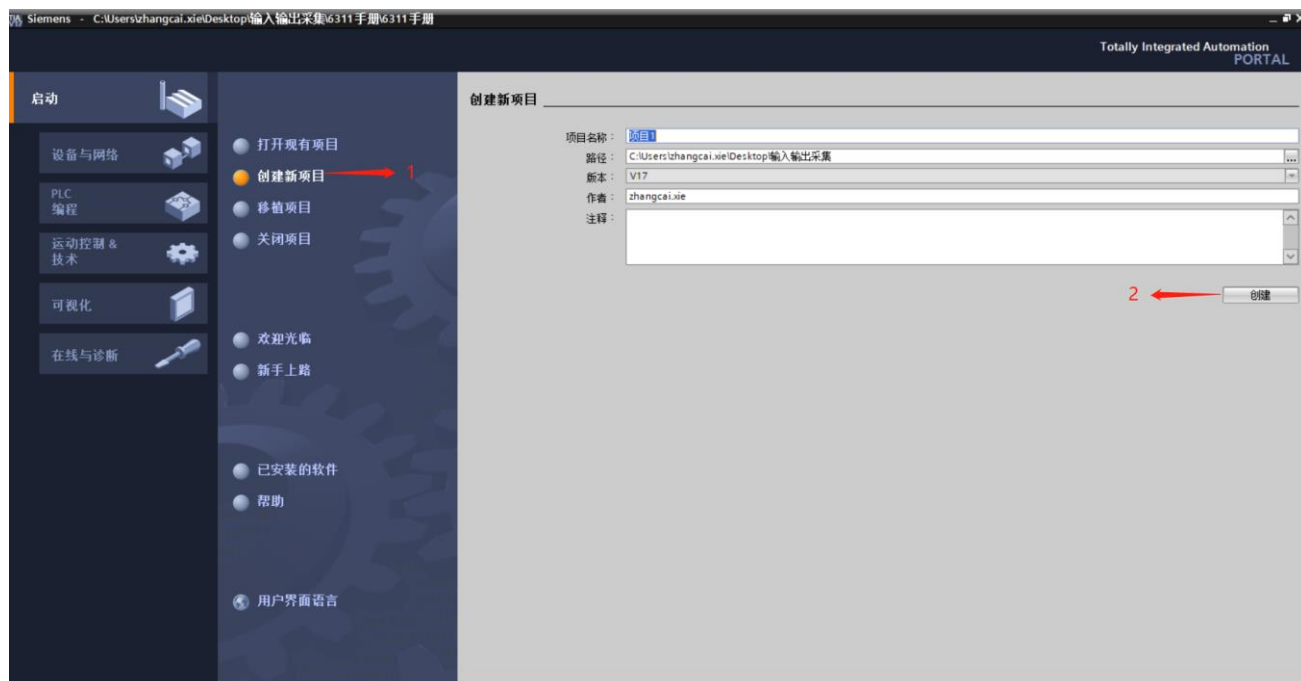 Siemens - C:\Users\zhangcai.xie\Desktop\输入输出采集\6311手册\6311手册
Totally Integrated Automation
PORTAL
启动
设备与网络
PLC
编程
运动控制 &
技术
可视化
在线与诊断
打开现有项目
创建新项目
1
移植项目
关闭项目
欢迎光临
新手上路
已安装的软件
帮助
用户界面语言
创建新项目
项目名称： 项目1
路径： C:\Users\zhangcai.xie\Desktop\输入输出采集 ...
版本： V17
作者： zhangcai.xie
注释：
2 创建